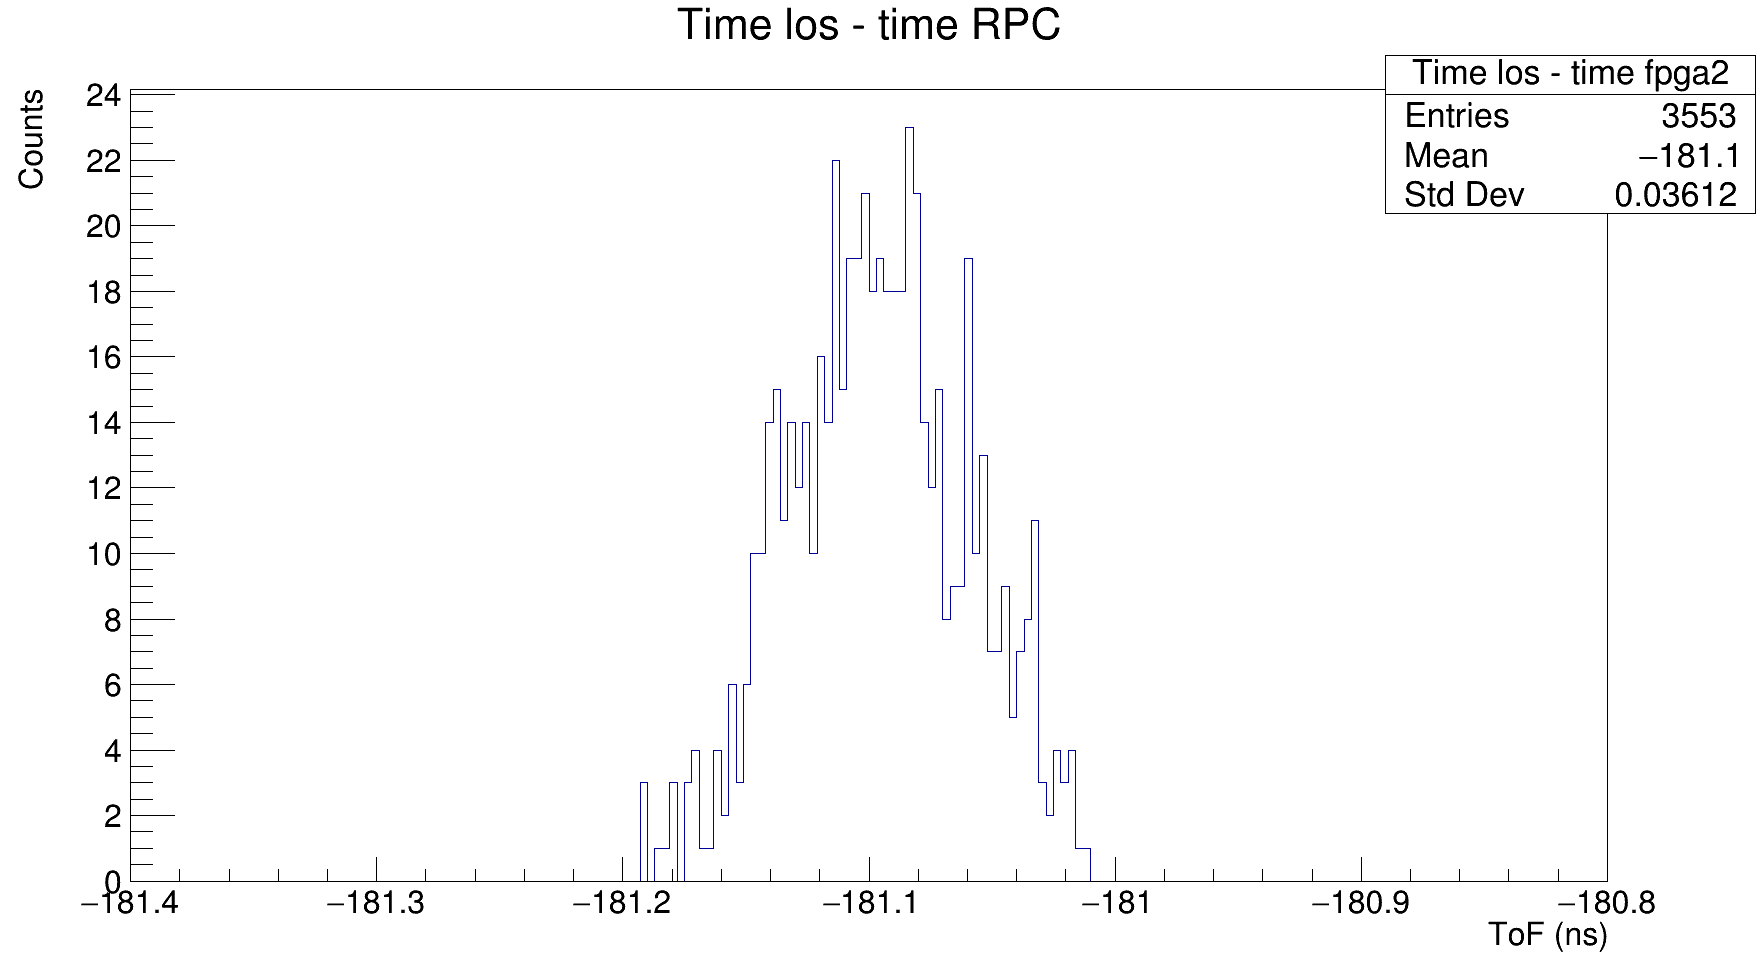 Time los - time RPC
Time los - time fpga2
Entries 3553
Mean −181.1
Std Dev 0.03612
Counts
24
22
20
18
16
14
12
10
8
6
4
2
0
−181.4 −181.3 −181.2 −181.1 −181 −180.9 −180.8
ToF (ns)